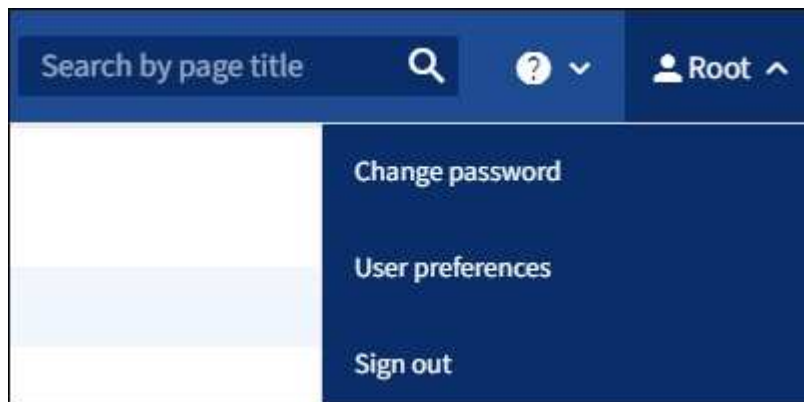 Search by page title
Root
Change password
User preferences
Sign out